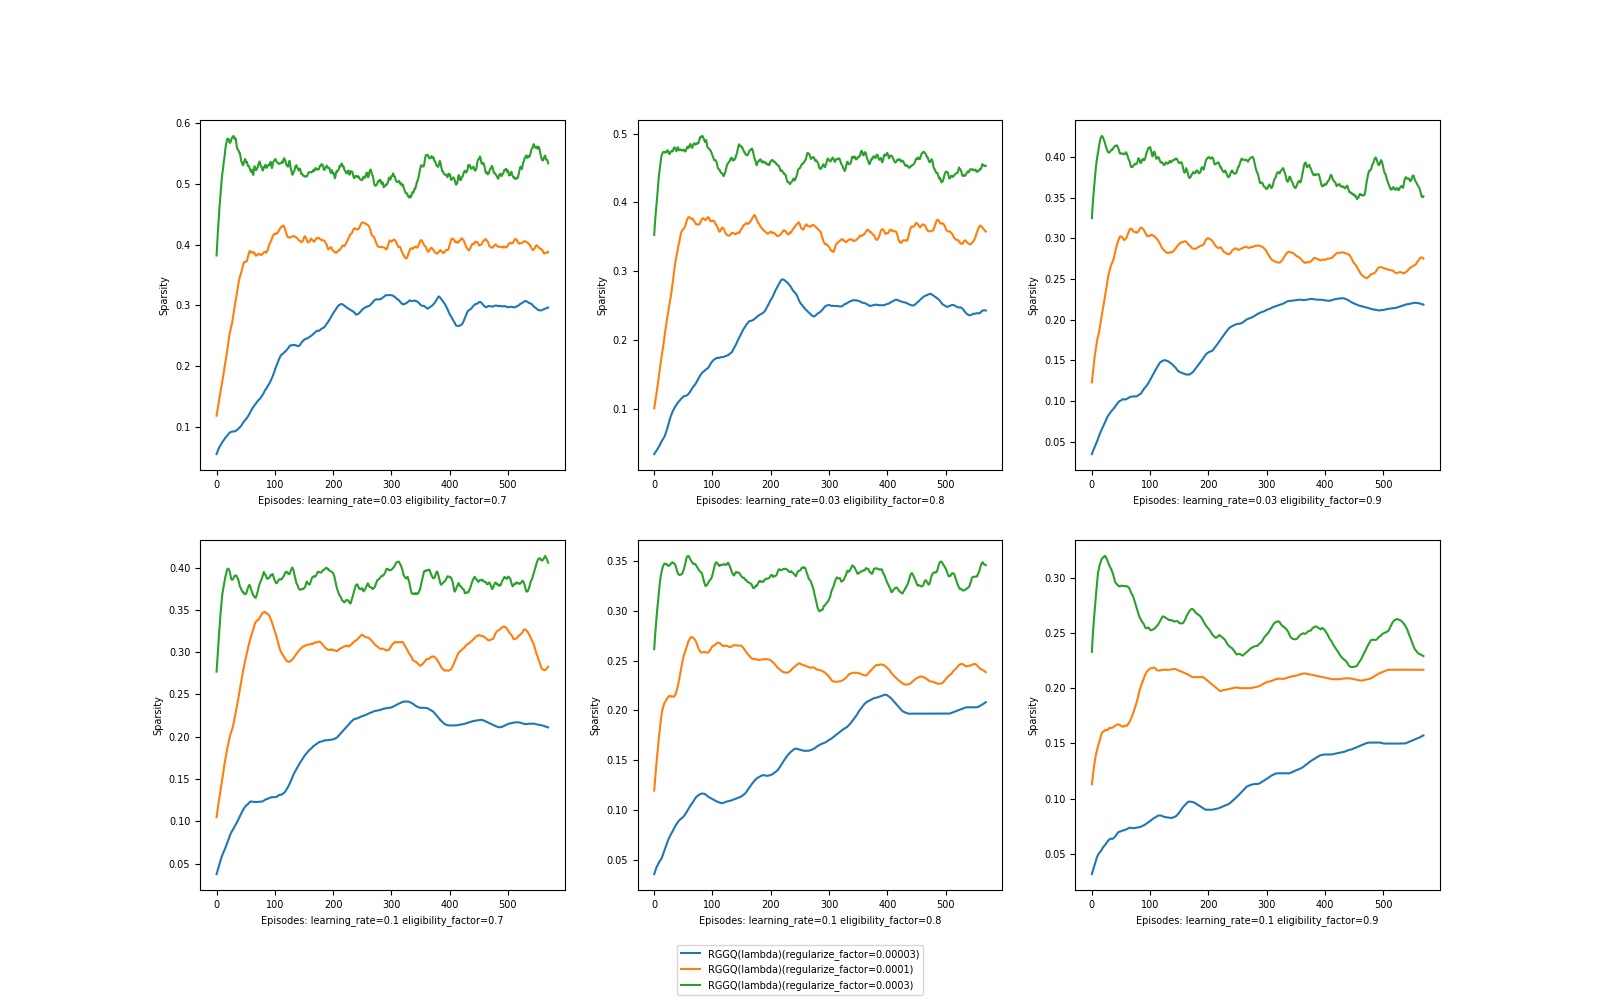 0.6
0.5
0.4
0.3
0.2
0.1
Sparsity
0 100 200 300 400 500
Episodes: learning_rate=0.03 eligibility_factor=0.7
0.5
0.4
0.3
0.2
0.1
Sparsity
0 100 200 300 400 500
Episodes: learning_rate=0.03 eligibility_factor=0.8
0.40
0.35
0.30
0.25
0.20
0.15
0.10
0.05
Sparsity
0 100 200 300 400 500
Episodes: learning_rate=0.03 eligibility_factor=0.9
0.40
0.35
0.30
0.25
0.20
0.15
0.10
0.05
Sparsity
0 100 200 300 400 500
Episodes: learning_rate=0.1 eligibility_factor=0.7
0.35
0.30
0.25
0.20
0.15
0.10
0.05
Sparsity
0 100 200 300 400 500
Episodes: learning_rate=0.1 eligibility_factor=0.8
0.30
0.25
0.20
0.15
0.10
0.05
Sparsity
0 100 200 300 400 500
Episodes: learning_rate=0.1 eligibility_factor=0.9
RGGQ(lambda)(regularize_factor=0.00003)
RGGQ(lambda)(regularize_factor=0.0001)
RGGQ(lambda)(regularize_factor=0.0003)